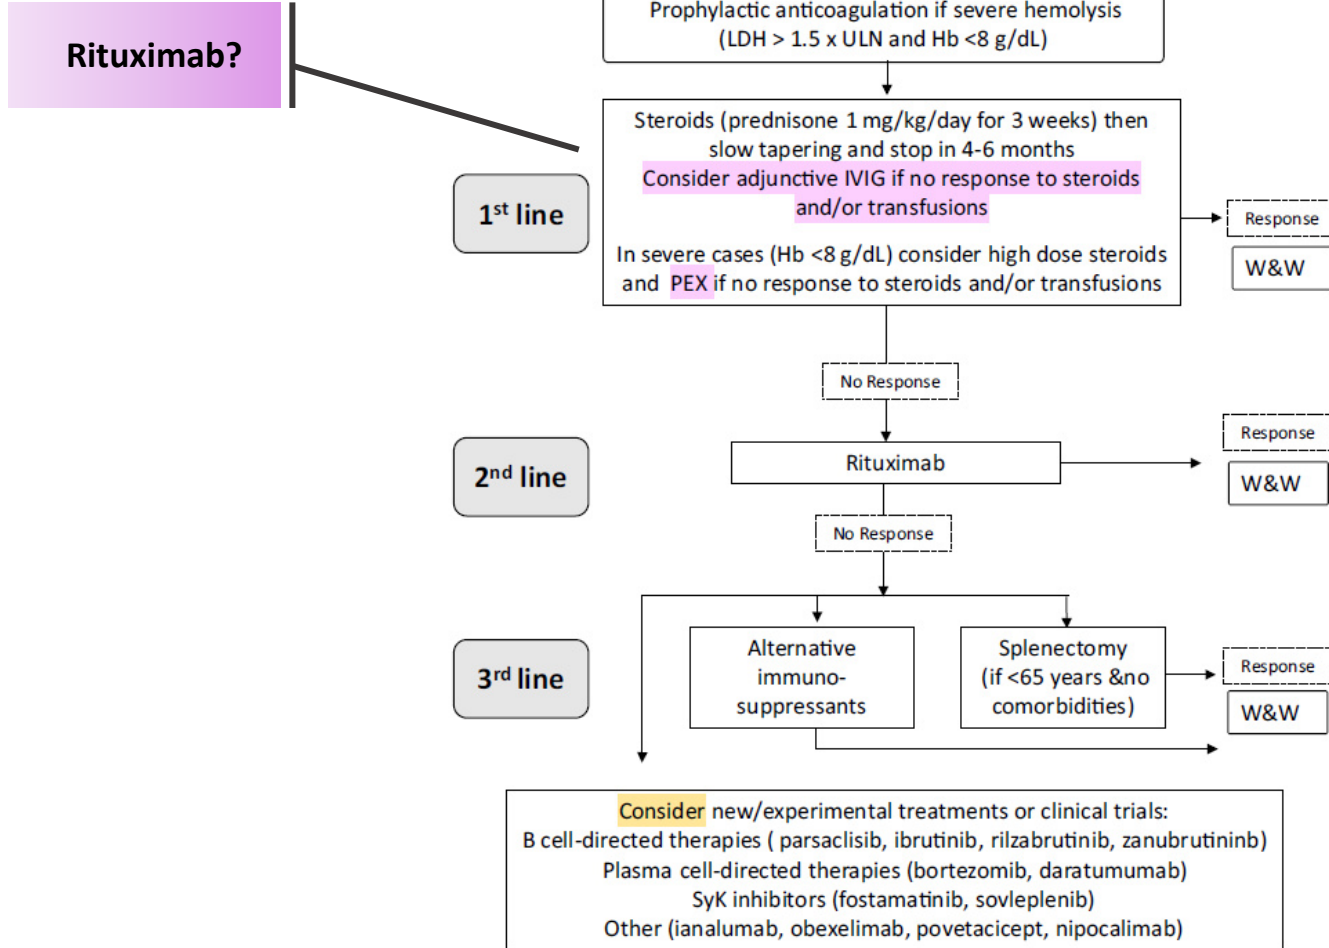 Rituximab?
Prophylactic anticoagulation if severe hemolysis
(LDH > 1.5 x ULN and Hb <8 g/dL)
1st line
Steroids (prednisone 1 mg/kg/day for 3 weeks) then
slow tapering and stop in 4-6 months
Consider adjunctive IVIG if no response to steroids
and/or transfusions
In severe cases (Hb <8 g/dL) consider high dose steroids
and PEX if no response to steroids and/or transfusions
Response
W&W
No Response
2nd line
Rituximab
Response
W&W
No Response
3rd line
Alternative
immuno-
suppressants
Splenectomy
(if <65 years &no
comorbidities)
Response
W&W
Consider new/experimental treatments or clinical trials:
B cell-directed therapies ( parsaclisib, ibrutinib, rilzabrutinib, zanubrutininb)
Plasma cell-directed therapies (bortezomib, daratumumab)
SyK inhibitors (fostamatinib, sovleplenib)
Other (ianalumab, obexelimab, povetacicept, nipocalimab)